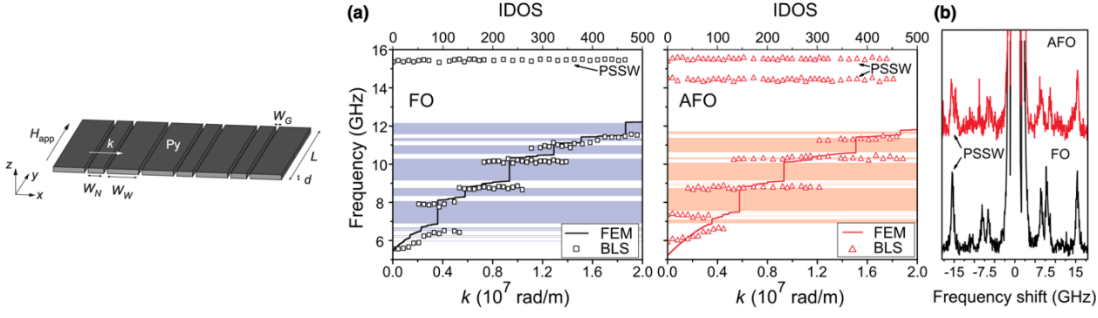 H_app
k
Py
W_G
L
d
W_N
W_W
z
y
x
(a)
IDOS
0 100 200 300 400 500
16
14
12
10
8
6
Frequency (GHz)
PSSW
FO
FEM
BLS
0.0 0.4 0.8 1.2 1.6 2.0
k (10^7 rad/m)
IDOS
0 100 200 300 400 500
PSSW
AFO
FEM
BLS
0.0 0.4 0.8 1.2 1.6 2.0
k (10^7 rad/m)
(b)
AFO
PSSW
FO
-15 -7.5 0 7.5 15
Frequency shift (GHz)